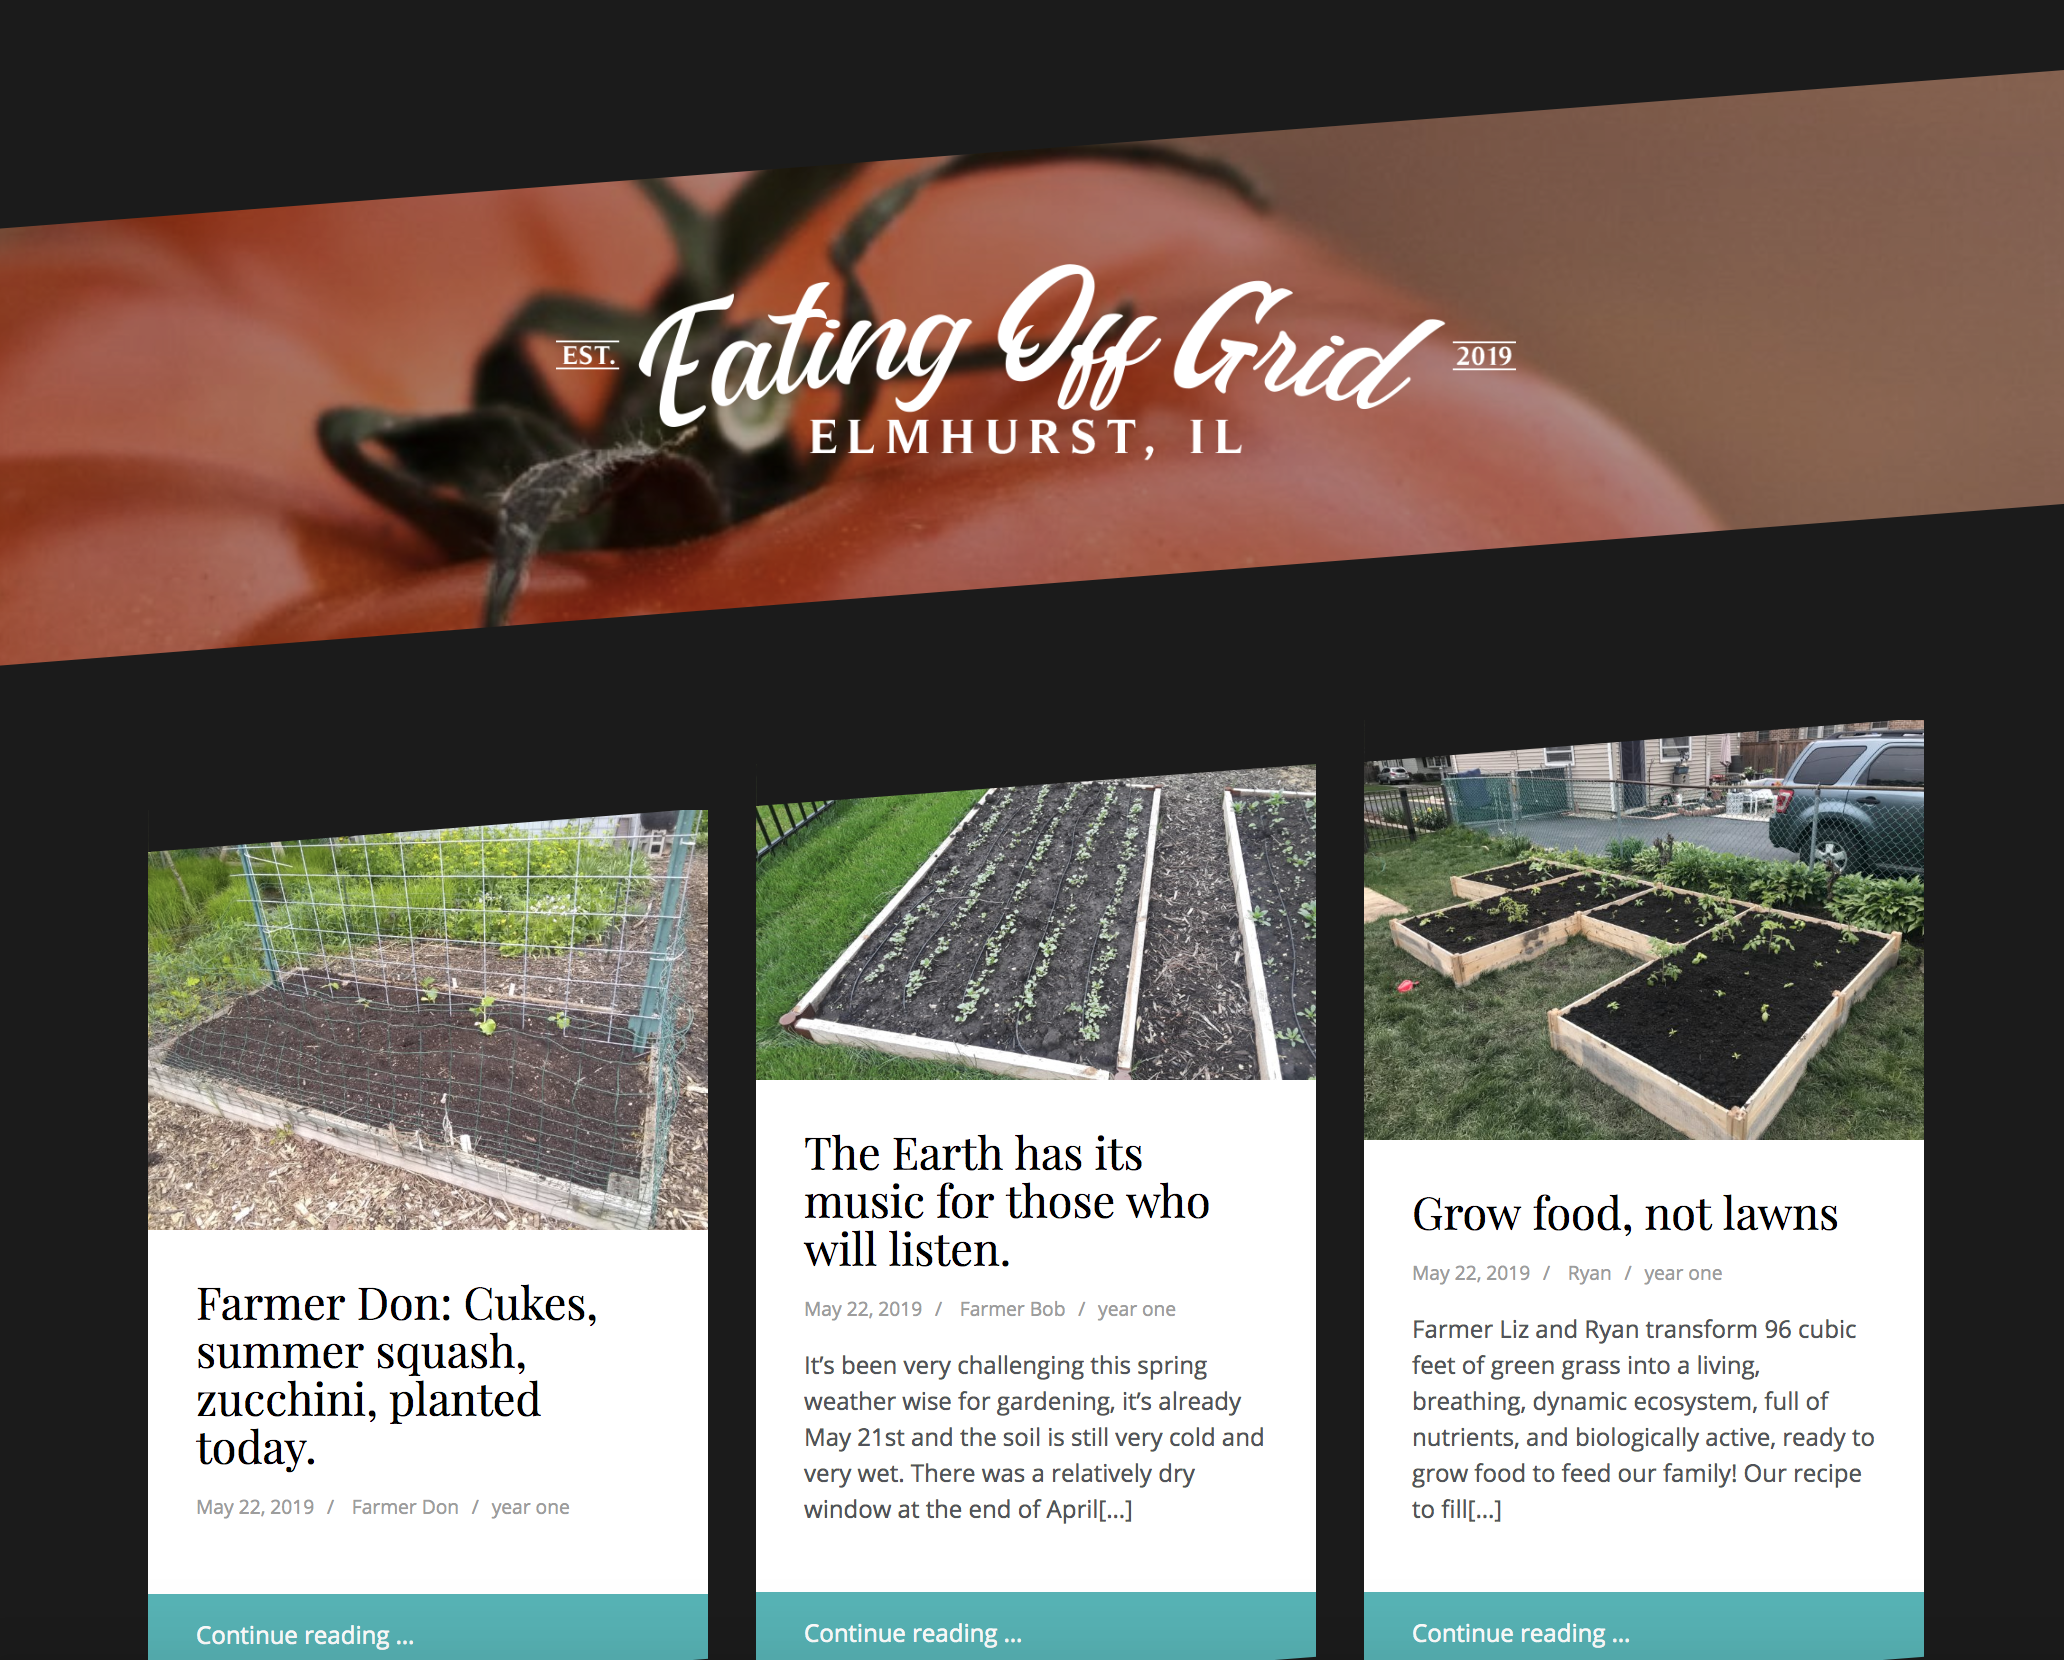 EST. Eating Off Grid 2019
ELMHURST, IL
Farmer Don: Cukes,
summer squash,
zucchini, planted
today.
May 22, 2019 / Farmer Don / year one
Continue reading ...
The Earth has its
music for those who
will listen.
May 22, 2019 / Farmer Bob / year one
It’s been very challenging this spring
weather wise for gardening, it’s already
May 21st and the soil is still very cold and
very wet. There was a relatively dry
window at the end of April[...]
Continue reading ...
Grow food, not lawns
May 22, 2019 / Ryan / year one
Farmer Liz and Ryan transform 96 cubic
feet of green grass into a living,
breathing, dynamic ecosystem, full of
nutrients, and biologically active, ready to
grow food to feed our family! Our recipe
to fill[...]
Continue reading ...